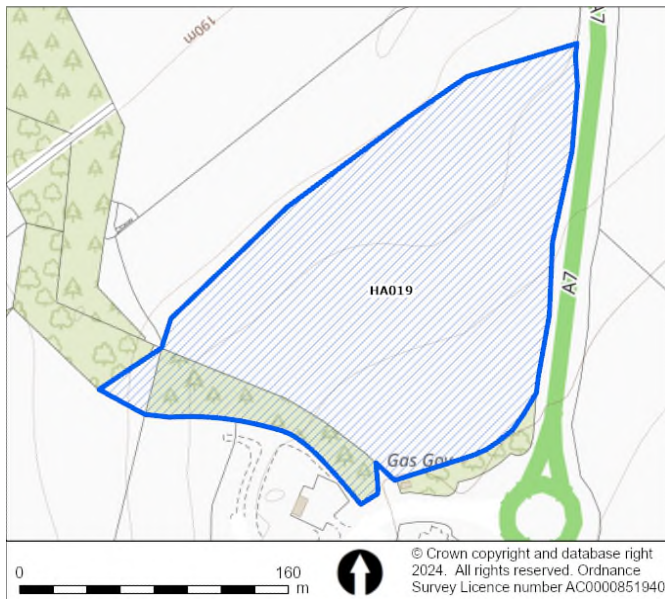 A7
190m
HA019
A7
Gas Gov
0 160
m
© Crown copyright and database right
2024. All rights reserved. Ordnance
Survey Licence number AC0000851940